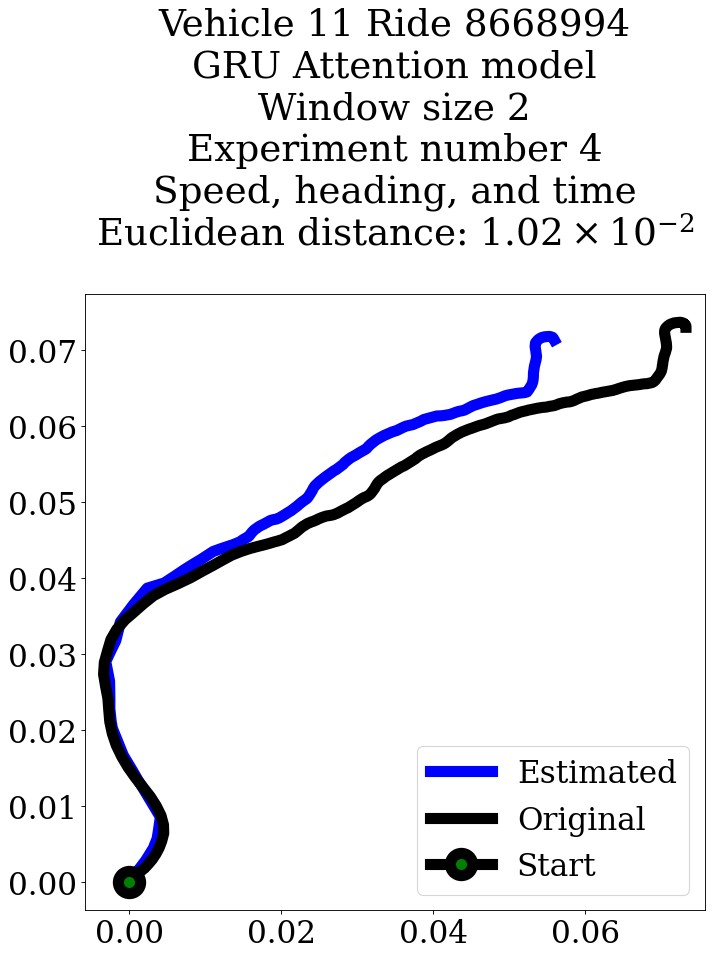 Vehicle 11 Ride 8668994
GRU Attention model
Window size 2
Experiment number 4
Speed, heading, and time
Euclidean distance: 1.02 × 10⁻²
0.07
0.06
0.05
0.04
0.03
0.02
0.01
0.00
0.00 0.02 0.04 0.06
Estimated
Original
Start